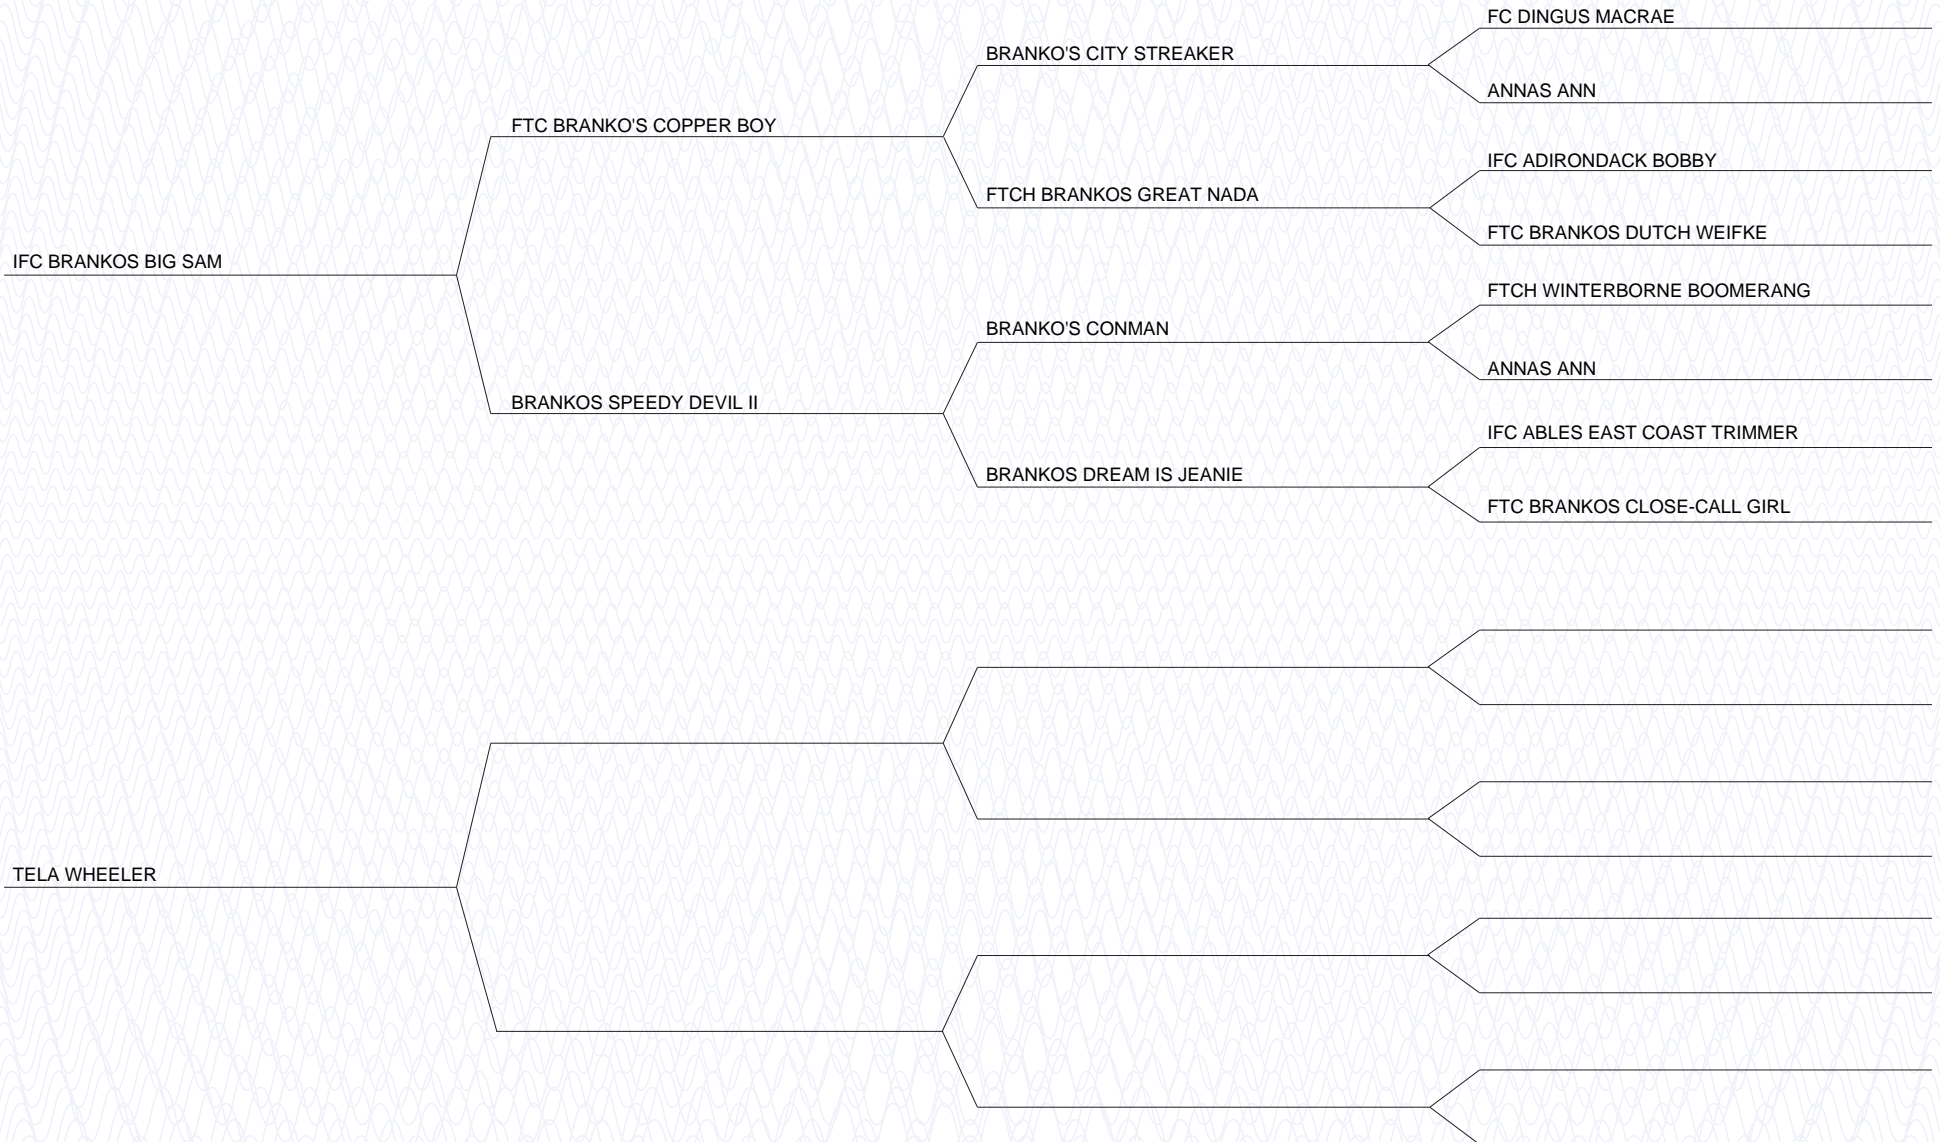 FC DINGUS MACRAE
BRANKO'S CITY STREAKER
ANNAS ANN
FTC BRANKO'S COPPER BOY
IFC ADIRONDACK BOBBY
FTCH BRANKOS GREAT NADA
FTC BRANKOS DUTCH WEIFKE
IFC BRANKOS BIG SAM
FTCH WINTERBORNE BOOMERANG
BRANKO'S CONMAN
ANNAS ANN
BRANKOS SPEEDY DEVIL II
IFC ABLES EAST COAST TRIMMER
BRANKOS DREAM IS JEANIE
FTC BRANKOS CLOSE-CALL GIRL
TELA WHEELER